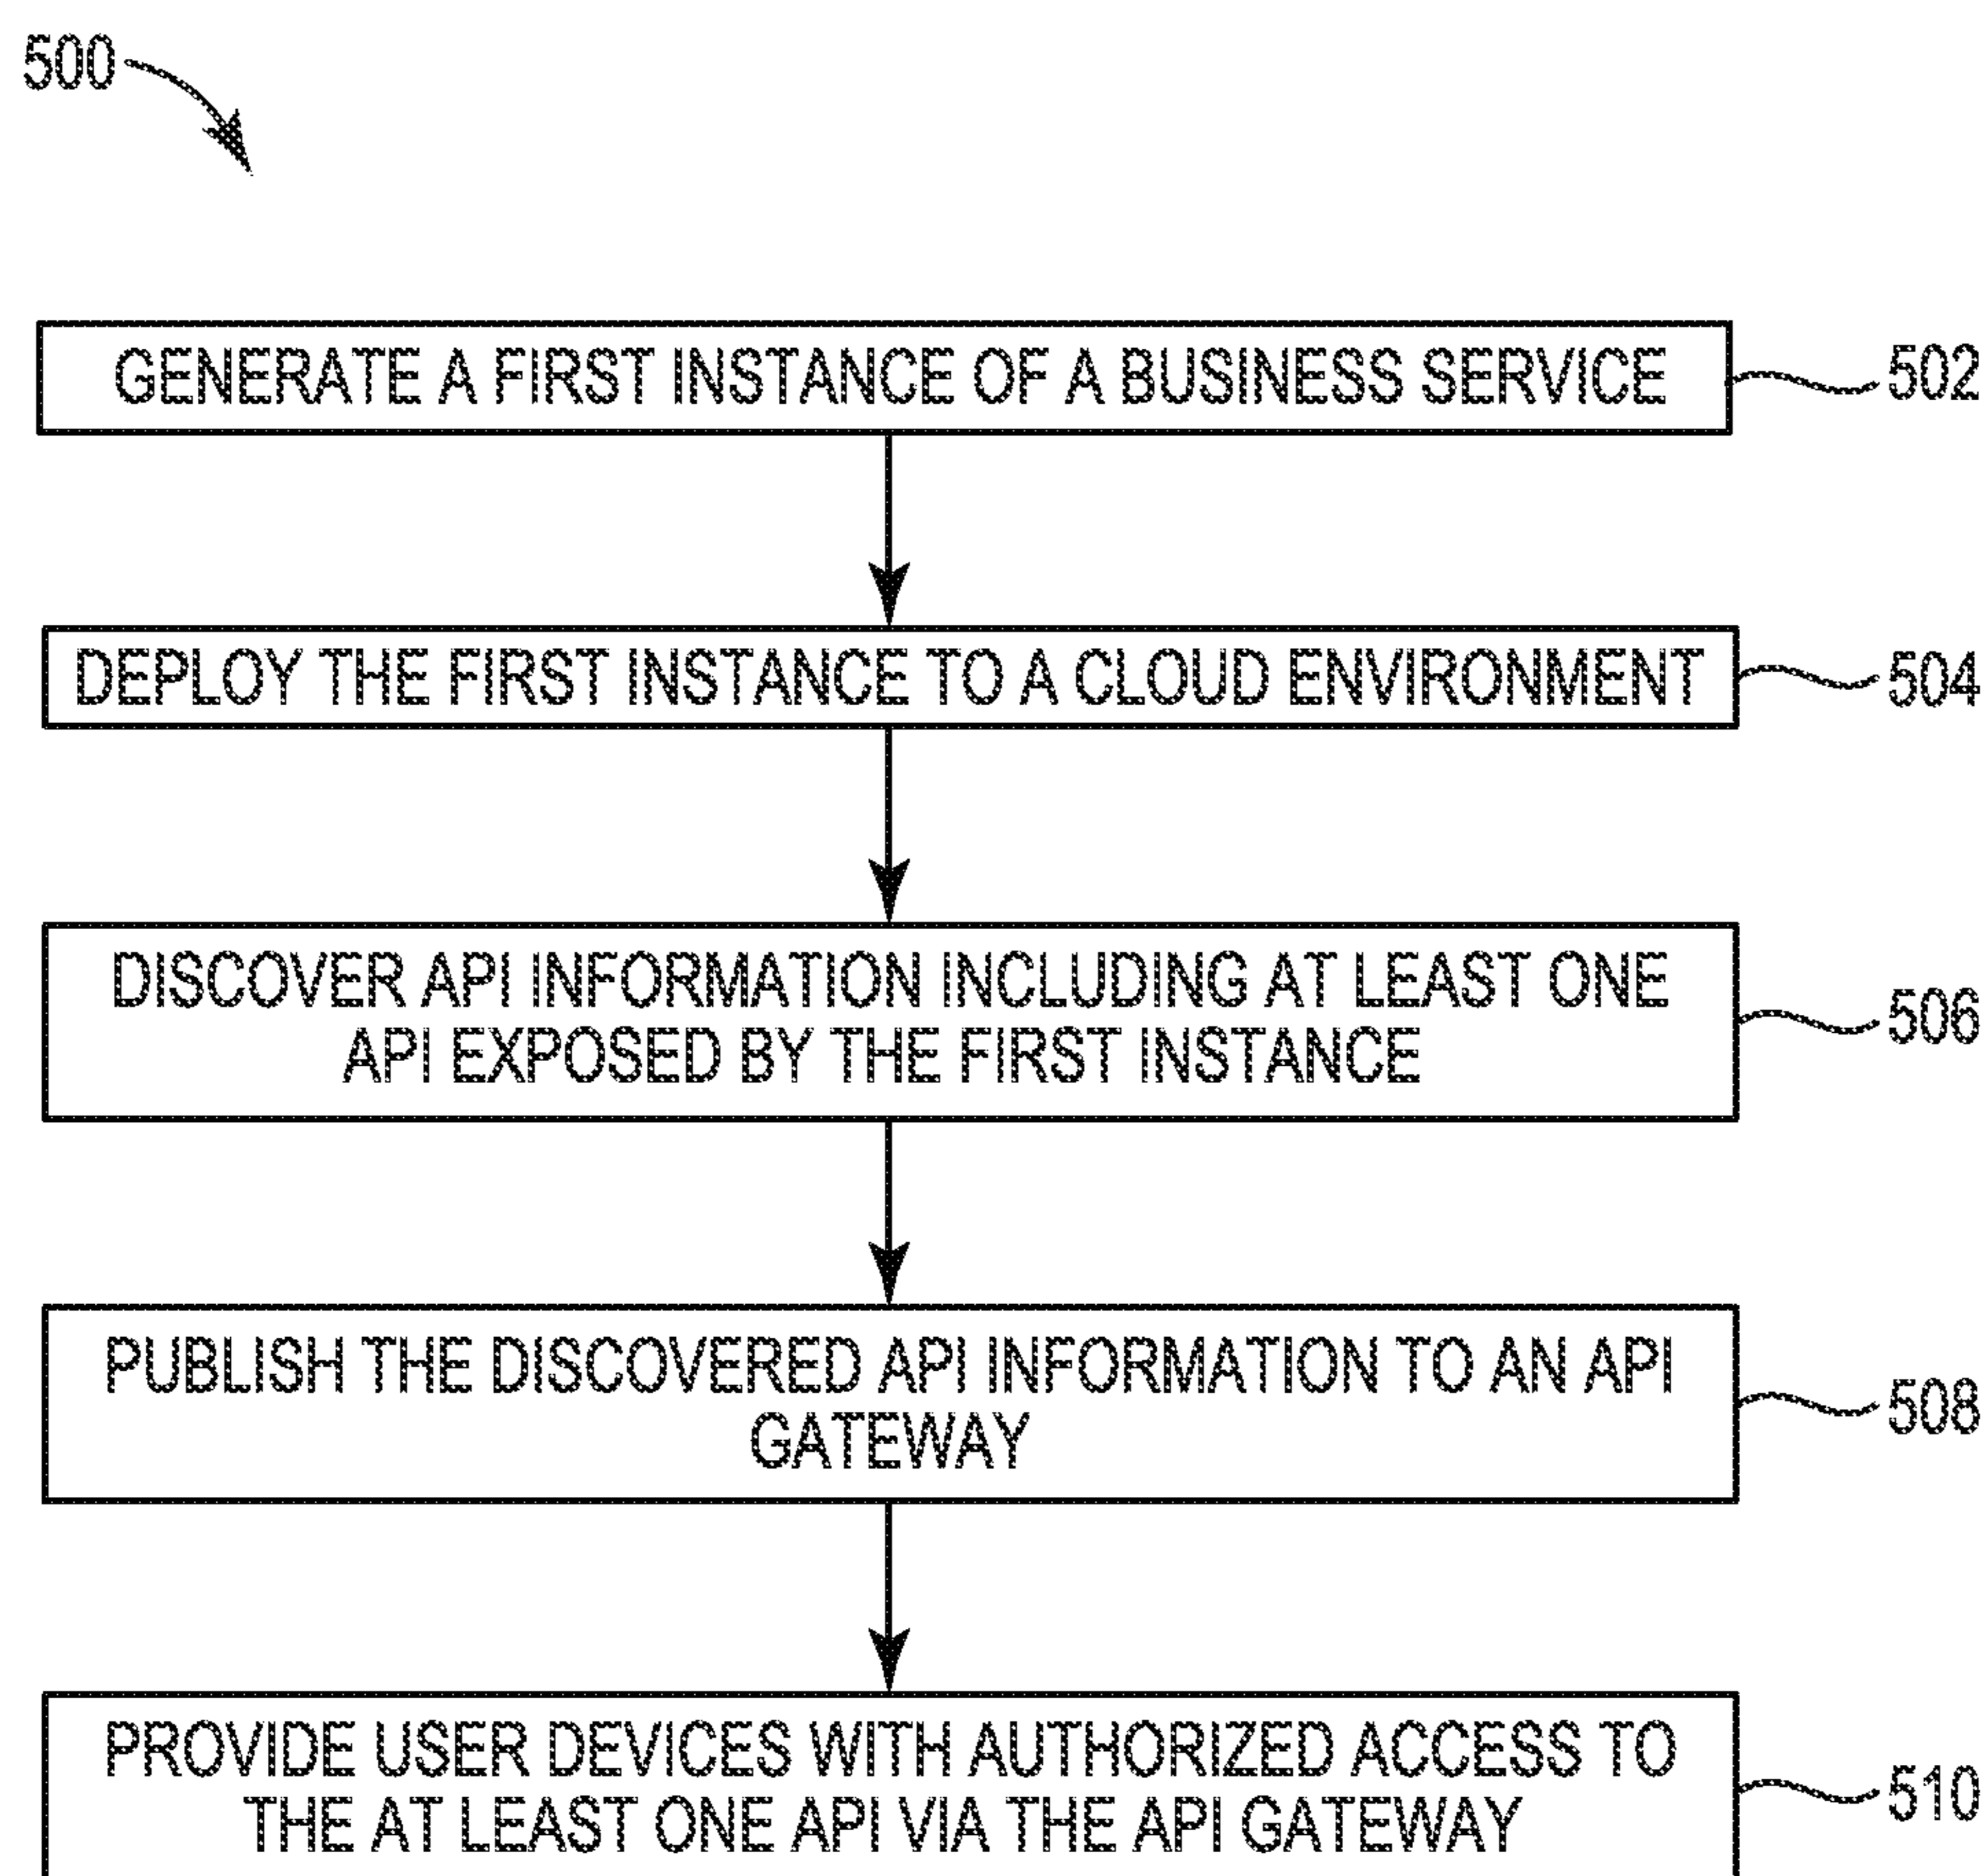 500
GENERATE A FIRST INSTANCE OF A BUSINESS SERVICE
502
DEPLOY THE FIRST INSTANCE TO A CLOUD ENVIRONMENT
504
DISCOVER API INFORMATION INCLUDING AT LEAST ONE
API EXPOSED BY THE FIRST INSTANCE
506
PUBLISH THE DISCOVERED API INFORMATION TO AN API
GATEWAY
508
PROVIDE USER DEVICES WITH AUTHORIZED ACCESS TO
THE AT LEAST ONE API VIA THE API GATEWAY
510